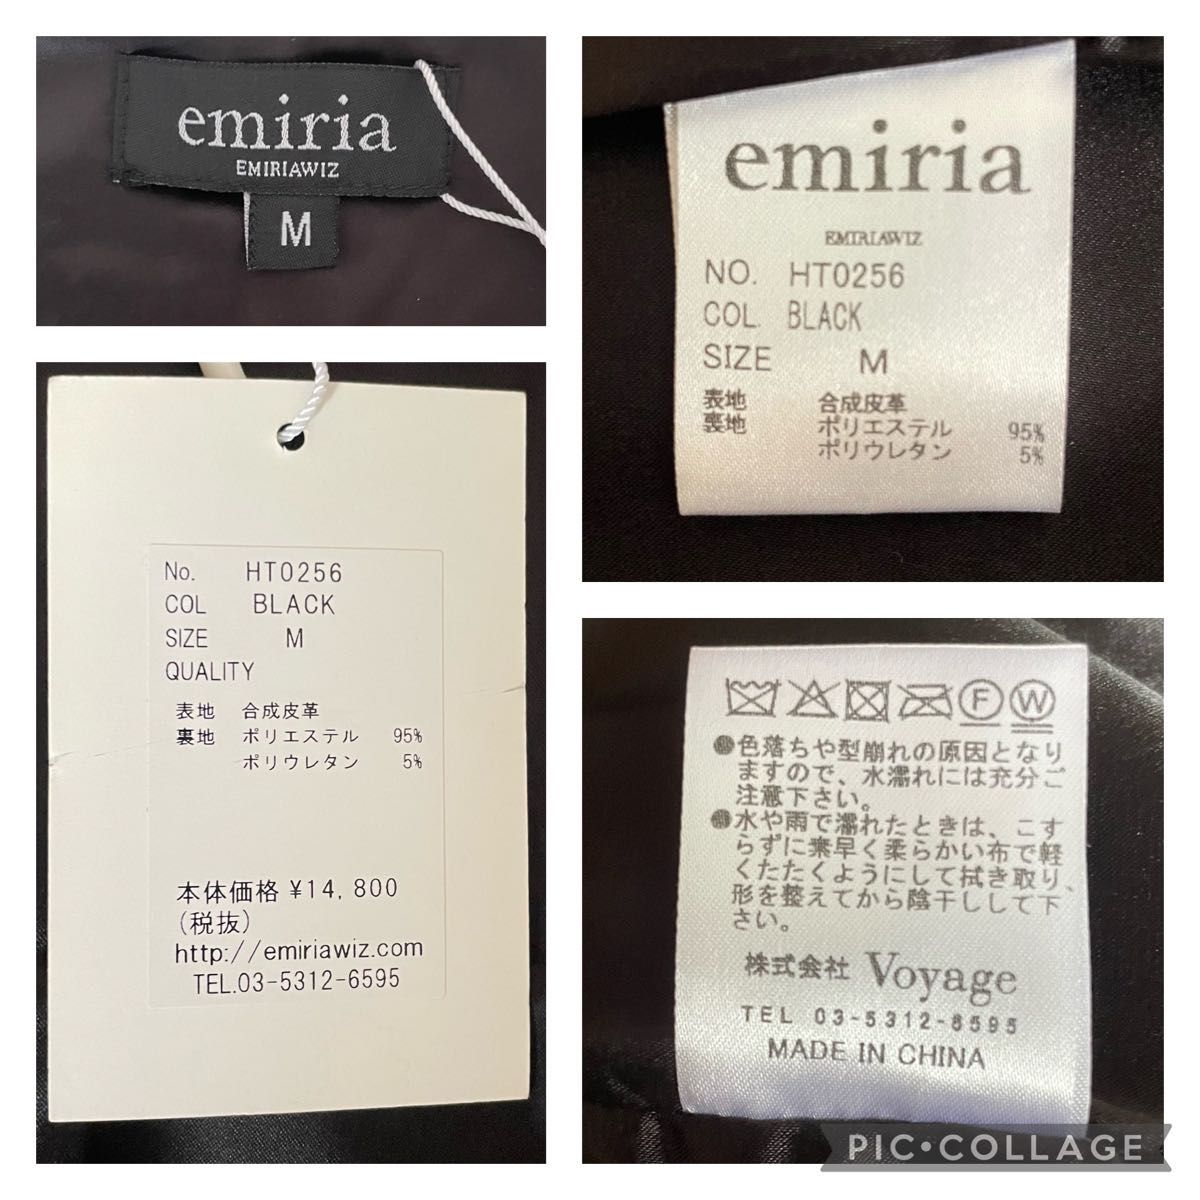 emiria
EMIRIAWIZ
M
emiria
EMIRIAWIZ
NO. HT0256
COL. BLACK
SIZE M
表地 合成皮革
裏地 ポリエステル 95%
ポリウレタン 5%
No. HT0256
COL BLACK
SIZE M
QUALITY
表地 合成皮革
裏地 ポリエステル 95%
ポリウレタン 5%
本体価格 ¥14,800
(税抜)
http://emiriawiz.com
TEL.03-5312-6595
F W
●色落ちや型崩れの原因となり
ますので、水濡れには充分ご
注意下さい。
●水や雨で濡れたときは、こす
らずに素早く柔らかい布で軽
くたたくようにして拭き取り、
形を整えてから陰干しして下
さい。
株式会社 Voyage
TEL 03-5312-6595
MADE IN CHINA
PIC•COLLAGE